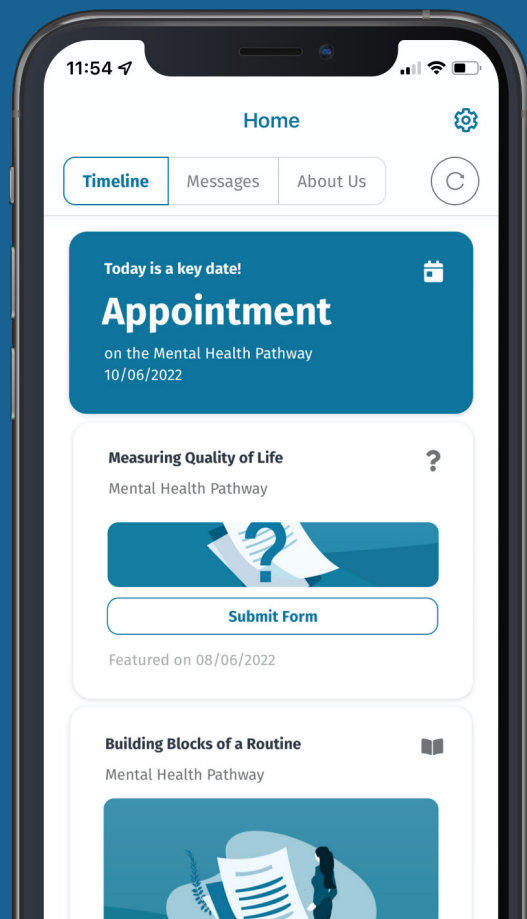 11:54
Home
Timeline
Messages
About Us
Today is a key date!
Appointment
on the Mental Health Pathway
10/06/2022
Measuring Quality of Life
?
Mental Health Pathway
?
Submit Form
Featured on 08/06/2022
Building Blocks of a Routine
Mental Health Pathway